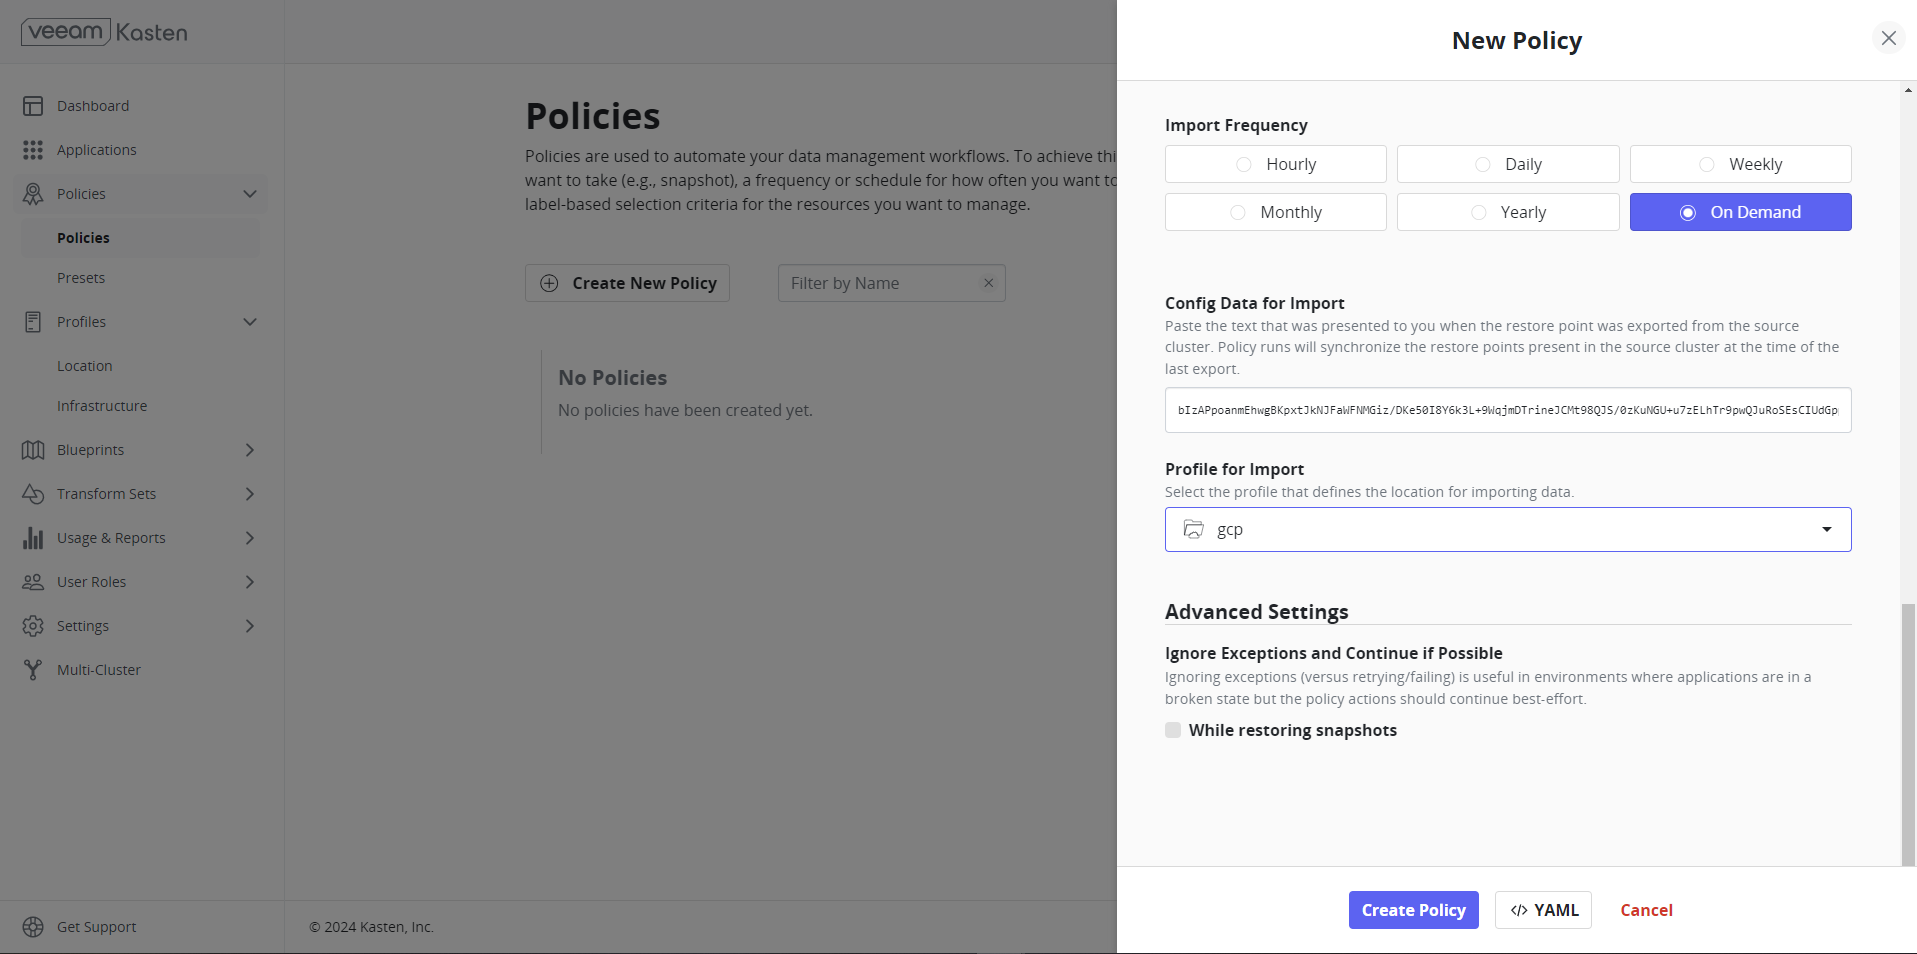 veeam Kasten
Dashboard
Applications
Policies
Policies
Presets
Profiles
Location
Infrastructure
Blueprints
Transform Sets
Usage & Reports
User Roles
Settings
Multi-Cluster
Get Support
Policies
Policies are used to automate your data management workflows. To achieve thi
want to take (e.g., snapshot), a frequency or schedule for how often you want to
label-based selection criteria for the resources you want to manage.
Create New Policy
Filter by Name
No Policies
No policies have been created yet.
© 2024 Kasten, Inc.
New Policy
Import Frequency
Hourly Daily Weekly
Monthly Yearly On Demand
Config Data for Import
Paste the text that was presented to you when the restore point was exported from the source
cluster. Policy runs will synchronize the restore points present in the source cluster at the time of the
last export.
bIzAPpoanmEhwgBKpxtJkNJFaWFNMGiz/DKe50I8Y6k3L+9WqjmDTrineJCMt98QJS/0zKuNGU+u7zELhTr9pwQJuRoSEsCIUdGp
Profile for Import
Select the profile that defines the location for importing data.
gcp
Advanced Settings
Ignore Exceptions and Continue if Possible
Ignoring exceptions (versus retrying/failing) is useful in environments where applications are in a
broken state but the policy actions should continue best-effort.
While restoring snapshots
Create Policy </> YAML Cancel